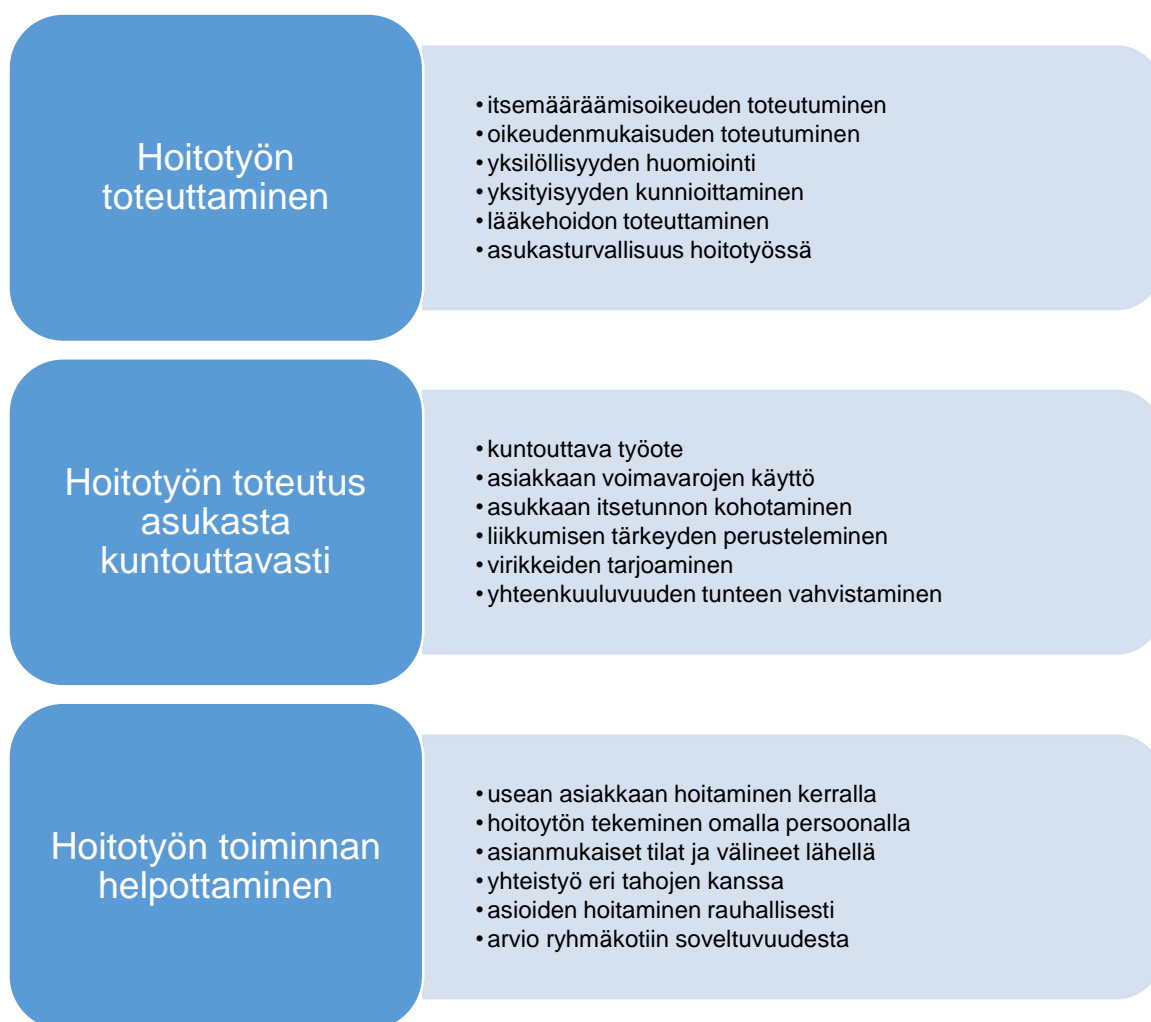 Hoitotyön
toteuttaminen
•itsemääräämisoikeuden toteutuminen
•oikeudenmukaisuden toteutuminen
•yksilöllisyyden huomiointi
•yksityisyyden kunnioittaminen
•lääkehoidon toteuttaminen
•asukasturvallisuus hoitotyössä
Hoitotyön toteutus
asukasta
kuntouttavasti
•kuntouttava työote
•asiakkaan voimavarojen käyttö
•asukkaan itsetunnon kohotaminen
•liikkumisen tärkeyden perusteleminen
•virikkeiden tarjoaminen
•yhteenkuuluvuuden tunteen vahvistaminen
Hoitotyön toiminnan
helpottaminen
•usean asiakkaan hoitaminen kerralla
•hoitoytön tekeminen omalla persoonalla
•asianmukaiset tilat ja välineet lähellä
•yhteistyö eri tahojen kanssa
•asioiden hoitaminen rauhallisesti
•arvio ryhmäkotiin soveltuvuudesta